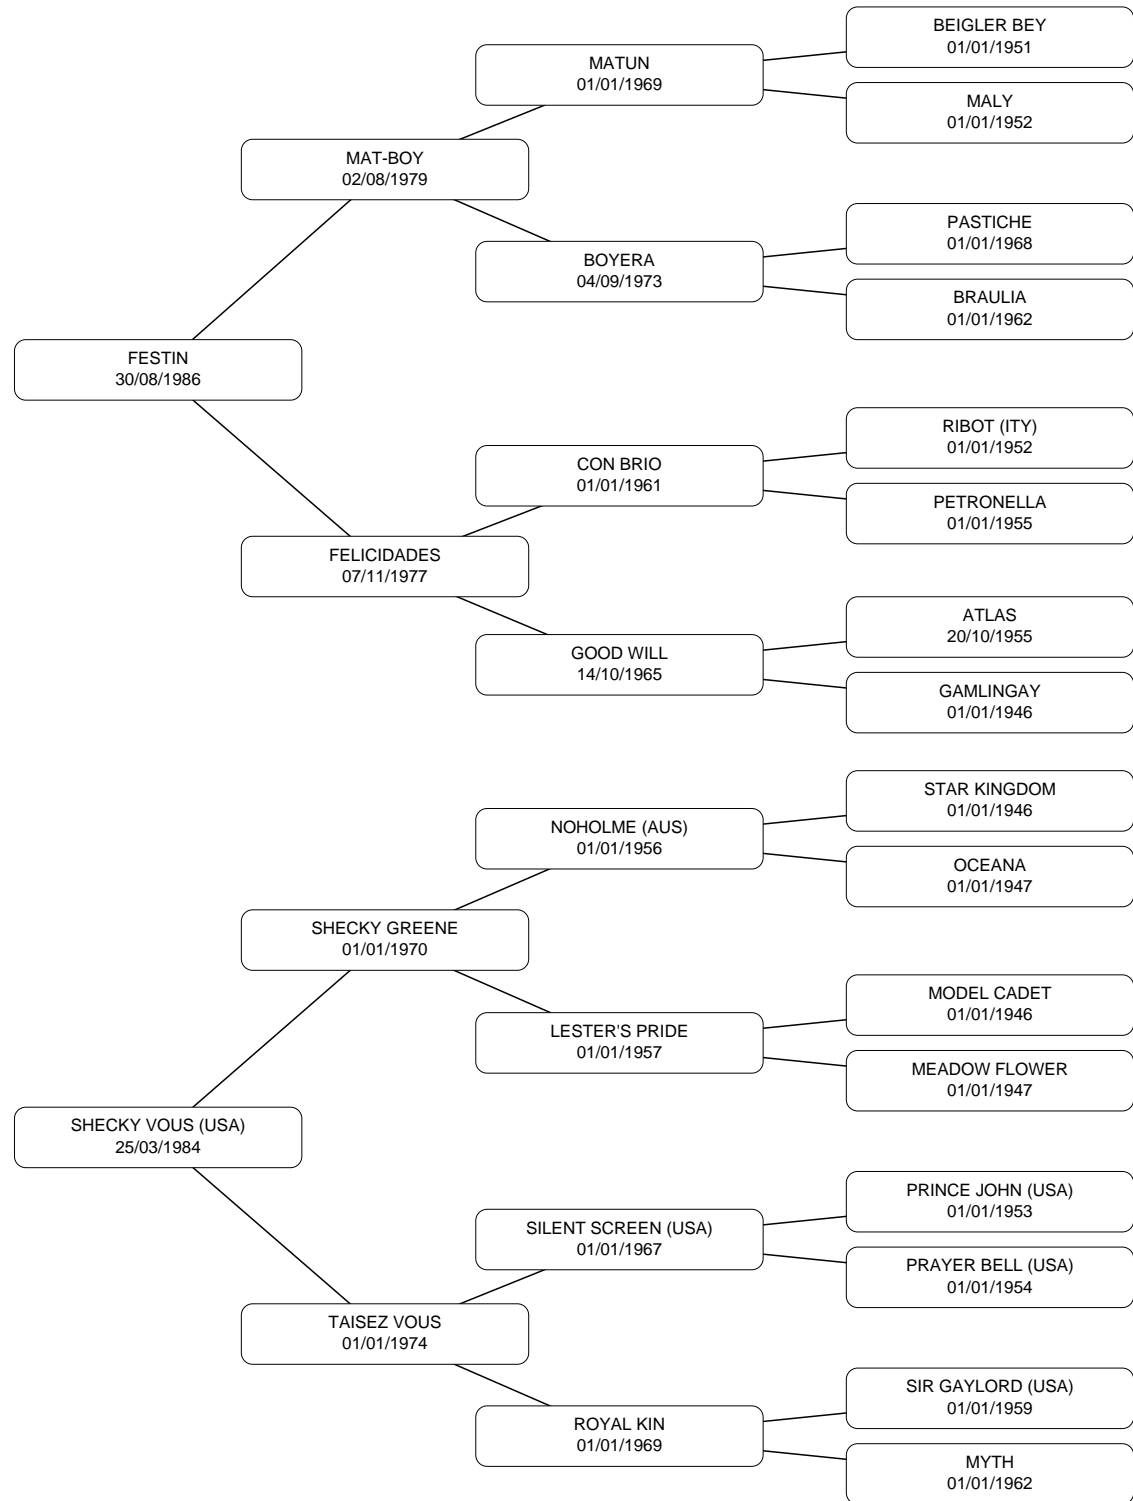 BEIGLER BEY
01/01/1951
MATUN
01/01/1969
MALY
01/01/1952
MAT-BOY
02/08/1979
PASTICHE
01/01/1968
BOYERA
04/09/1973
BRAULIA
01/01/1962
FESTIN
30/08/1986
RIBOT (ITY)
01/01/1952
CON BRIO
01/01/1961
PETRONELLA
01/01/1955
FELICIDADES
07/11/1977
ATLAS
20/10/1955
GOOD WILL
14/10/1965
GAMLINGAY
01/01/1946
STAR KINGDOM
01/01/1946
NOHOLME (AUS)
01/01/1956
OCEANA
01/01/1947
SHECKY GREENE
01/01/1970
MODEL CADET
01/01/1946
LESTER'S PRIDE
01/01/1957
MEADOW FLOWER
01/01/1947
SHECKY VOUS (USA)
25/03/1984
PRINCE JOHN (USA)
01/01/1953
SILENT SCREEN (USA)
01/01/1967
PRAYER BELL (USA)
01/01/1954
TAISEZ VOUS
01/01/1974
SIR GAYLORD (USA)
01/01/1959
ROYAL KIN
01/01/1969
MYTH
01/01/1962